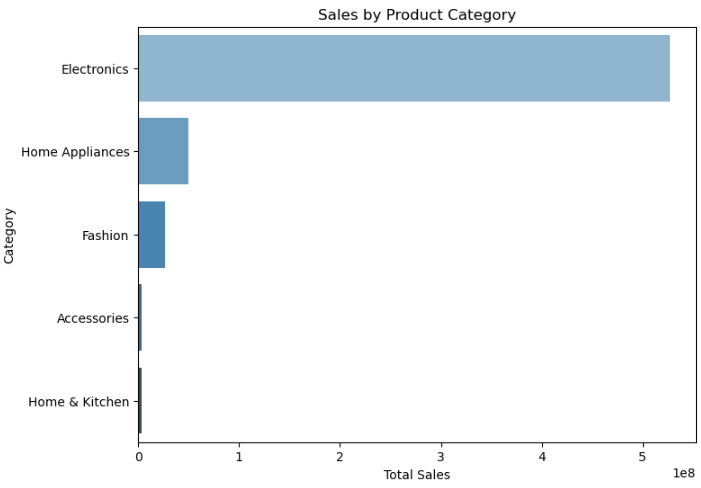 Sales by Product Category
Electronics
Home Appliances
Fashion
Accessories
Home & Kitchen
Category
0 1 2 3 4 5
1e8
Total Sales